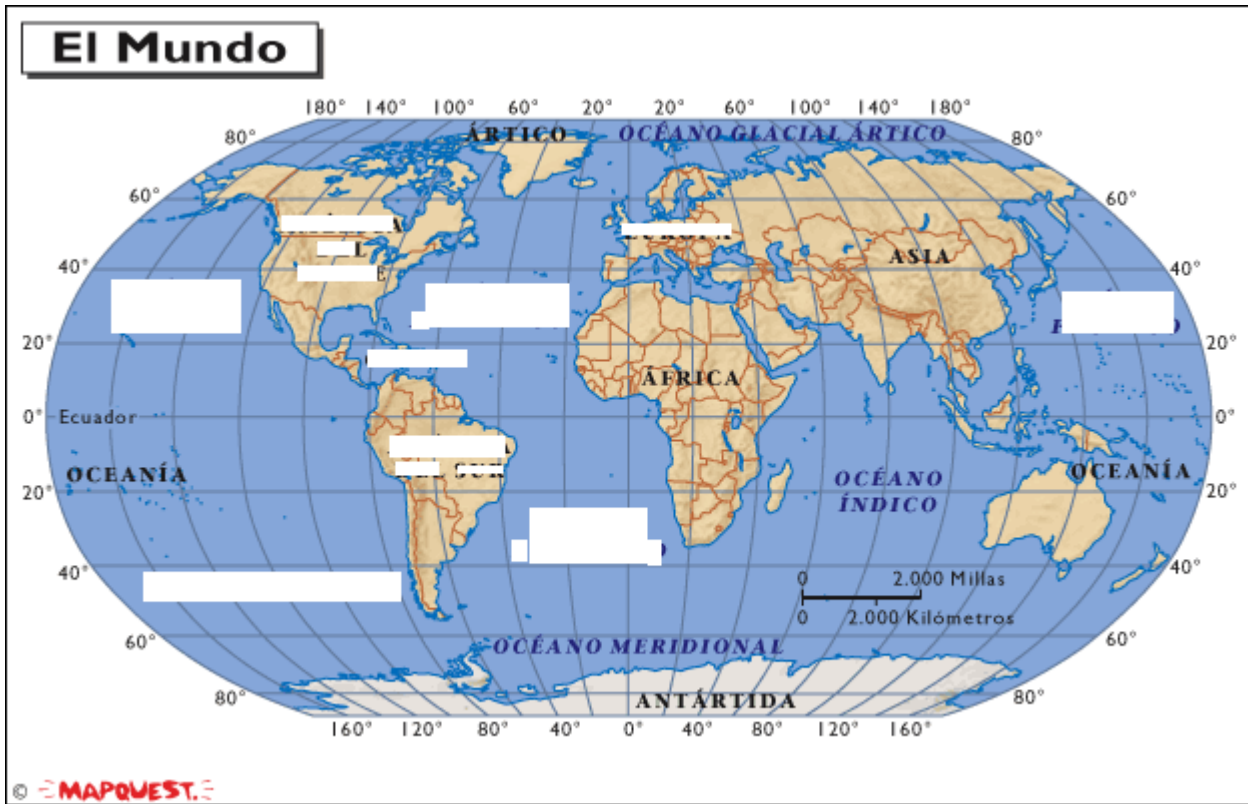 El Mundo
180° 140° 100° 60° 20° 20° 60° 100° 140° 180°
80° ÁRTICO OCÉANO GLACIAL ÁRTICO 80°
60° 60°
ASIA
40° 40°
20° 20°
ÁFRICA
0° Ecuador 0°
OCEANÍA OCEANÍA
20° OCÉANO 20°
ÍNDICO
40° 40°
0 2.000 Millas
0 2.000 Kilómetros
60° OCÉANO MERIDIONAL 60°
80° ANTÁRTIDA 80°
160° 120° 80° 40° 0° 40° 80° 120° 160°
© MAPQUEST.